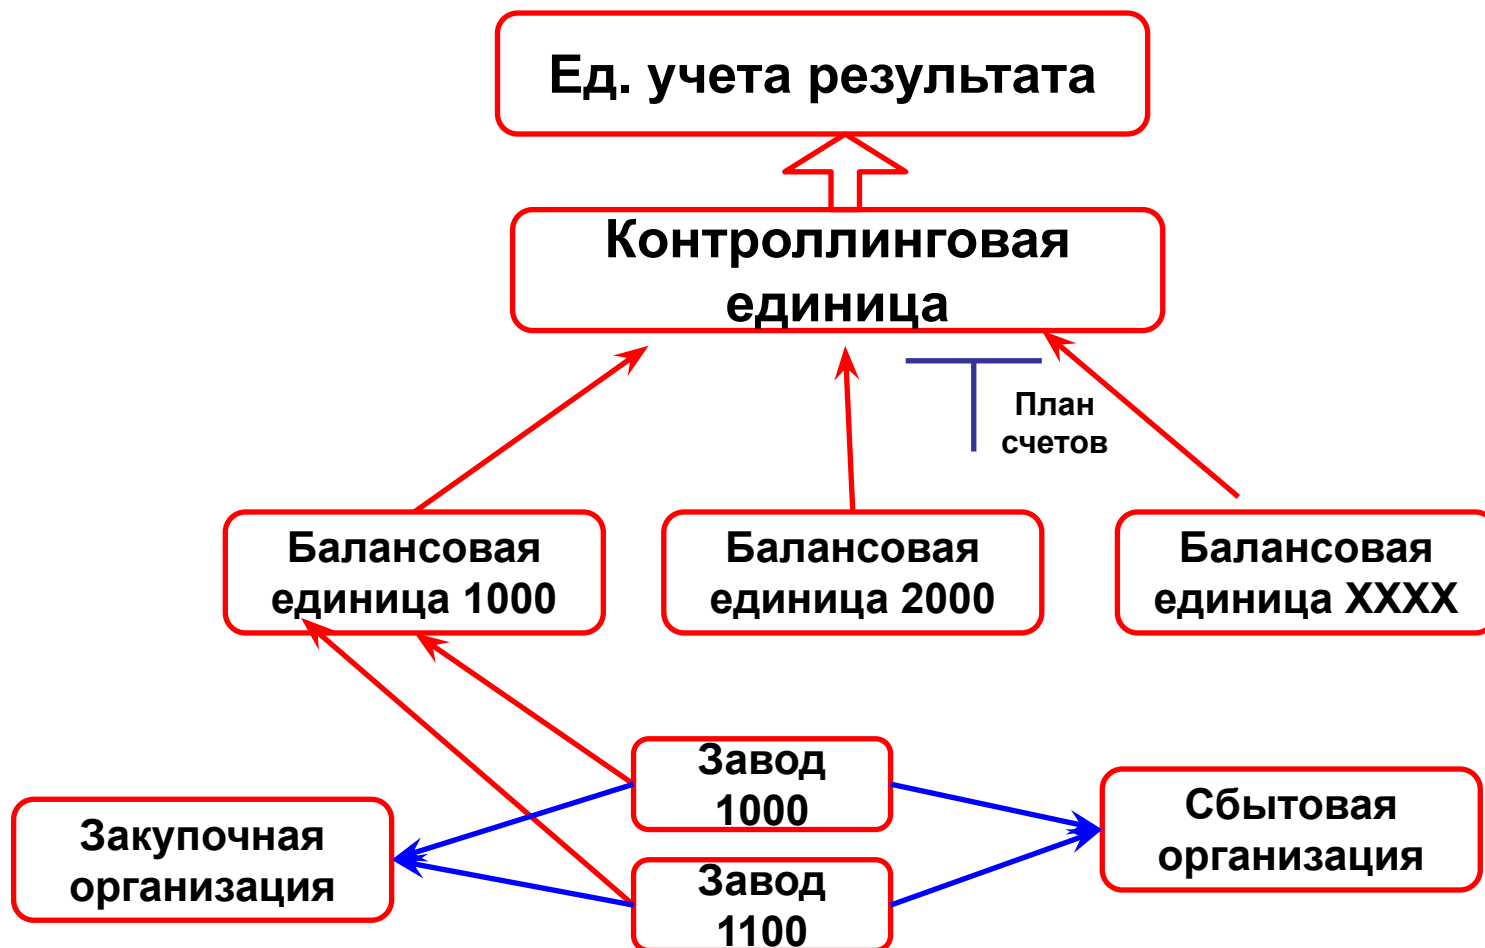 Ед. учета результата
Контроллинговая
единица
План
счетов
Балансовая
единица 1000
Балансовая
единица 2000
Балансовая
единица XXXX
Завод
1000
Закупочная
организация
Сбытовая
организация
Завод
1100